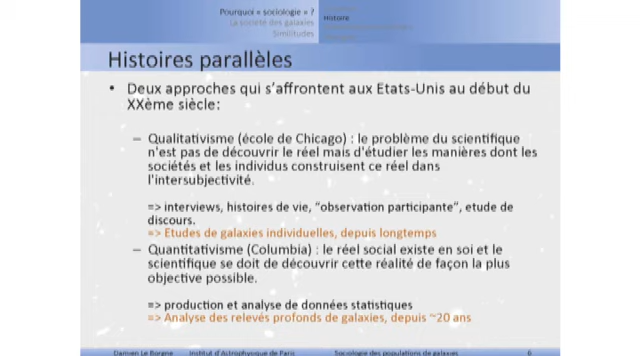 Pourquoi « sociologie » ?
La société des galaxies
Similitudes
Histoire
Histoires parallèles
• Deux approches qui s'affrontent aux Etats-Unis au début du
XXème siècle :
– Qualitativisme (école de Chicago) : le problème du scientifique
n'est pas de découvrir le réel mais d'étudier les manières dont les
sociétés et les individus construisent ce réel dans
l'intersubjectivité.
=> interviews, histoires de vie, "observation participante", etude de
discours.
=> Etudes de galaxies individuelles, depuis longtemps
– Quantitativisme (Columbia) : le réel social existe en soi et le
scientifique se doit de découvrir cette réalité de façon la plus
objective possible.
=> production et analyse de données statistiques
=> Analyse des relevés profonds de galaxies, depuis ~20 ans
Damien Le Borgne Institut d'Astrophysique de Paris Sociologie des populations de galaxies 6